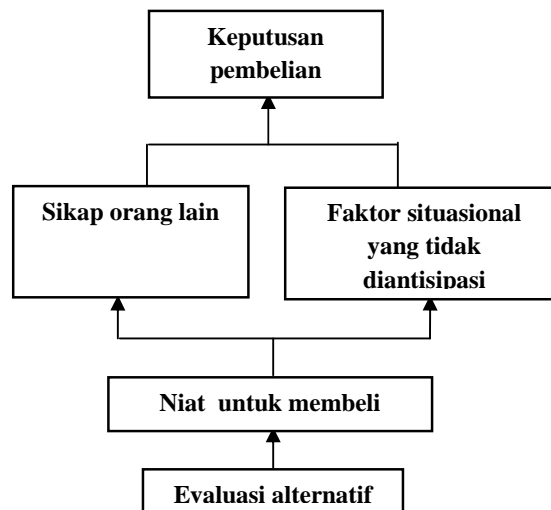 Keputusan
pembelian
Sikap orang lain
Faktor situasional
yang tidak
diantisipasi
Niat untuk membeli
Evaluasi alternatif